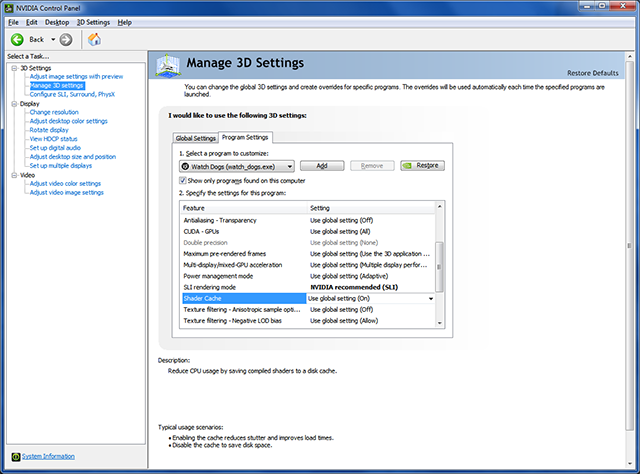 NVIDIA Control Panel
File Edit Desktop 3D Settings Help
Back
Select a Task...
3D Settings
Adjust image settings with preview
Manage 3D settings
Configure SLI, Surround, PhysX
Display
Change resolution
Adjust desktop color settings
Rotate display
View HDCP status
Set up digital audio
Adjust desktop size and position
Set up multiple displays
Video
Adjust video color settings
Adjust video image settings
System Information
Manage 3D Settings
Restore Defaults
You can change the global 3D settings and create overrides for specific programs. The overrides will be used automatically each time the specified programs are
launched.
I would like to use the following 3D settings:
Global Settings Program Settings
1. Select a program to customize:
Watch Dogs (watch_dogs.exe) Add Remove Restore
Show only programs found on this computer
2. Specify the settings for this program:
Feature Setting
Antialiasing - Transparency Use global setting (Off)
CUDA - GPUs Use global setting (All)
Double precision Use global setting (None)
Maximum pre-rendered frames Use global setting (Use the 3D application ...
Multi-display/mixed-GPU acceleration Use global setting (Multiple display perfor...
Power management mode Use global setting (Adaptive)
SLI rendering mode NVIDIA recommended (SLI)
Shader Cache Use global setting (On)
Texture filtering - Anisotropic sample opti... Use global setting (Off)
Texture filtering - Negative LOD bias Use global setting (Allow)
Description:
Reduce CPU usage by saving compiled shaders to a disk cache.
Typical usage scenarios:
• Enabling the cache reduces stutter and improves load times.
• Disable the cache to save disk space.